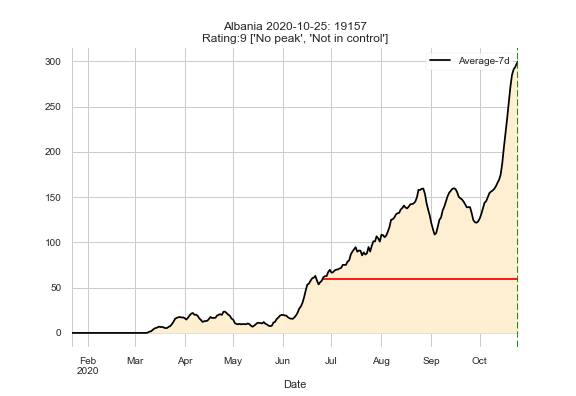 Albania 2020-10-25: 19157
Rating:9 ['No peak', 'Not in control']
Average-7d
300
250
200
150
100
50
0
Feb Mar Apr May Jun Jul Aug Sep Oct
2020
Date